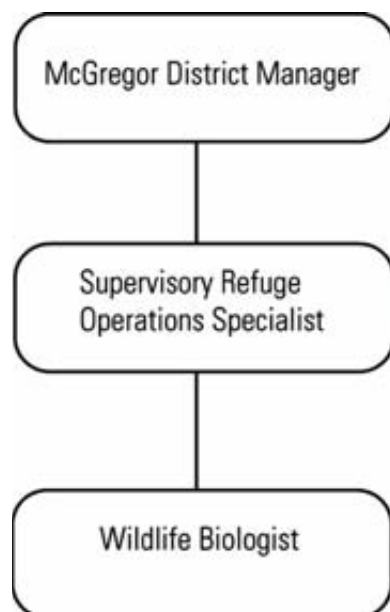 McGregor District Manager
Supervisory Refuge
Operations Specialist
Wildlife Biologist